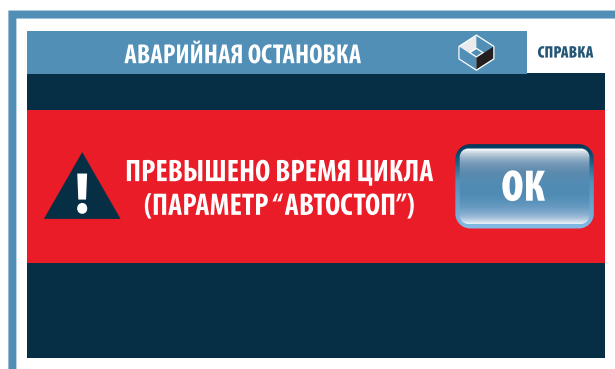 АВАРИЙНАЯ ОСТАНОВКА
СПРАВКА
!
ПРЕВЫШЕНО ВРЕМЯ ЦИКЛА
(ПАРАМЕТР “АВТОСТОП”)
ОК